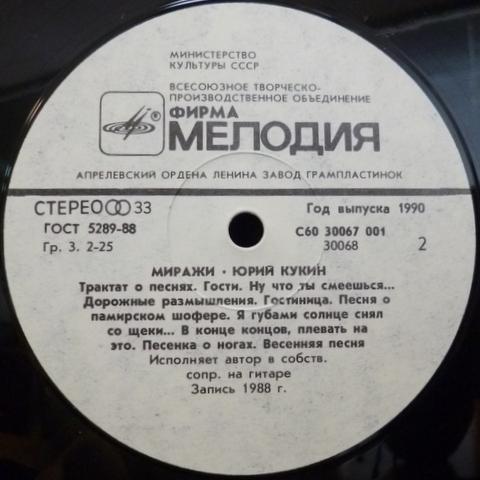 МИНИСТЕРСТВО
КУЛЬТУРЫ СССР
ВСЕСОЮЗНОЕ ТВОРЧЕСКО-
ПРОИЗВОДСТВЕННОЕ ОБЪЕДИНЕНИЕ
ФИРМА
® МЕЛОДИЯ
АПРЕЛЕВСКИЙ ОРДЕНА ЛЕНИНА ЗАВОД ГРАМПЛАСТИНОК
СТЕРЕО 33 Год выпуска 1990
ГОСТ 5289-88 С60 30067 001
Гр. 3. 2-25 30068 2
МИРАЖИ • ЮРИЙ КУКИН
Трактат о песнях. Гости. Ну что ты смеешься...
Дорожные размышления. Гостиница. Песня о
памирском шофере. Я губами солнце снял
со щеки... В конце концов, плевать на
это. Песенка о ногах. Весенняя песня
Исполняет автор в собств.
сопр. на гитаре
Запись 1988 г.